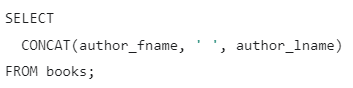 SELECT
  CONCAT(author_fname, ' ', author_lname)
FROM books;